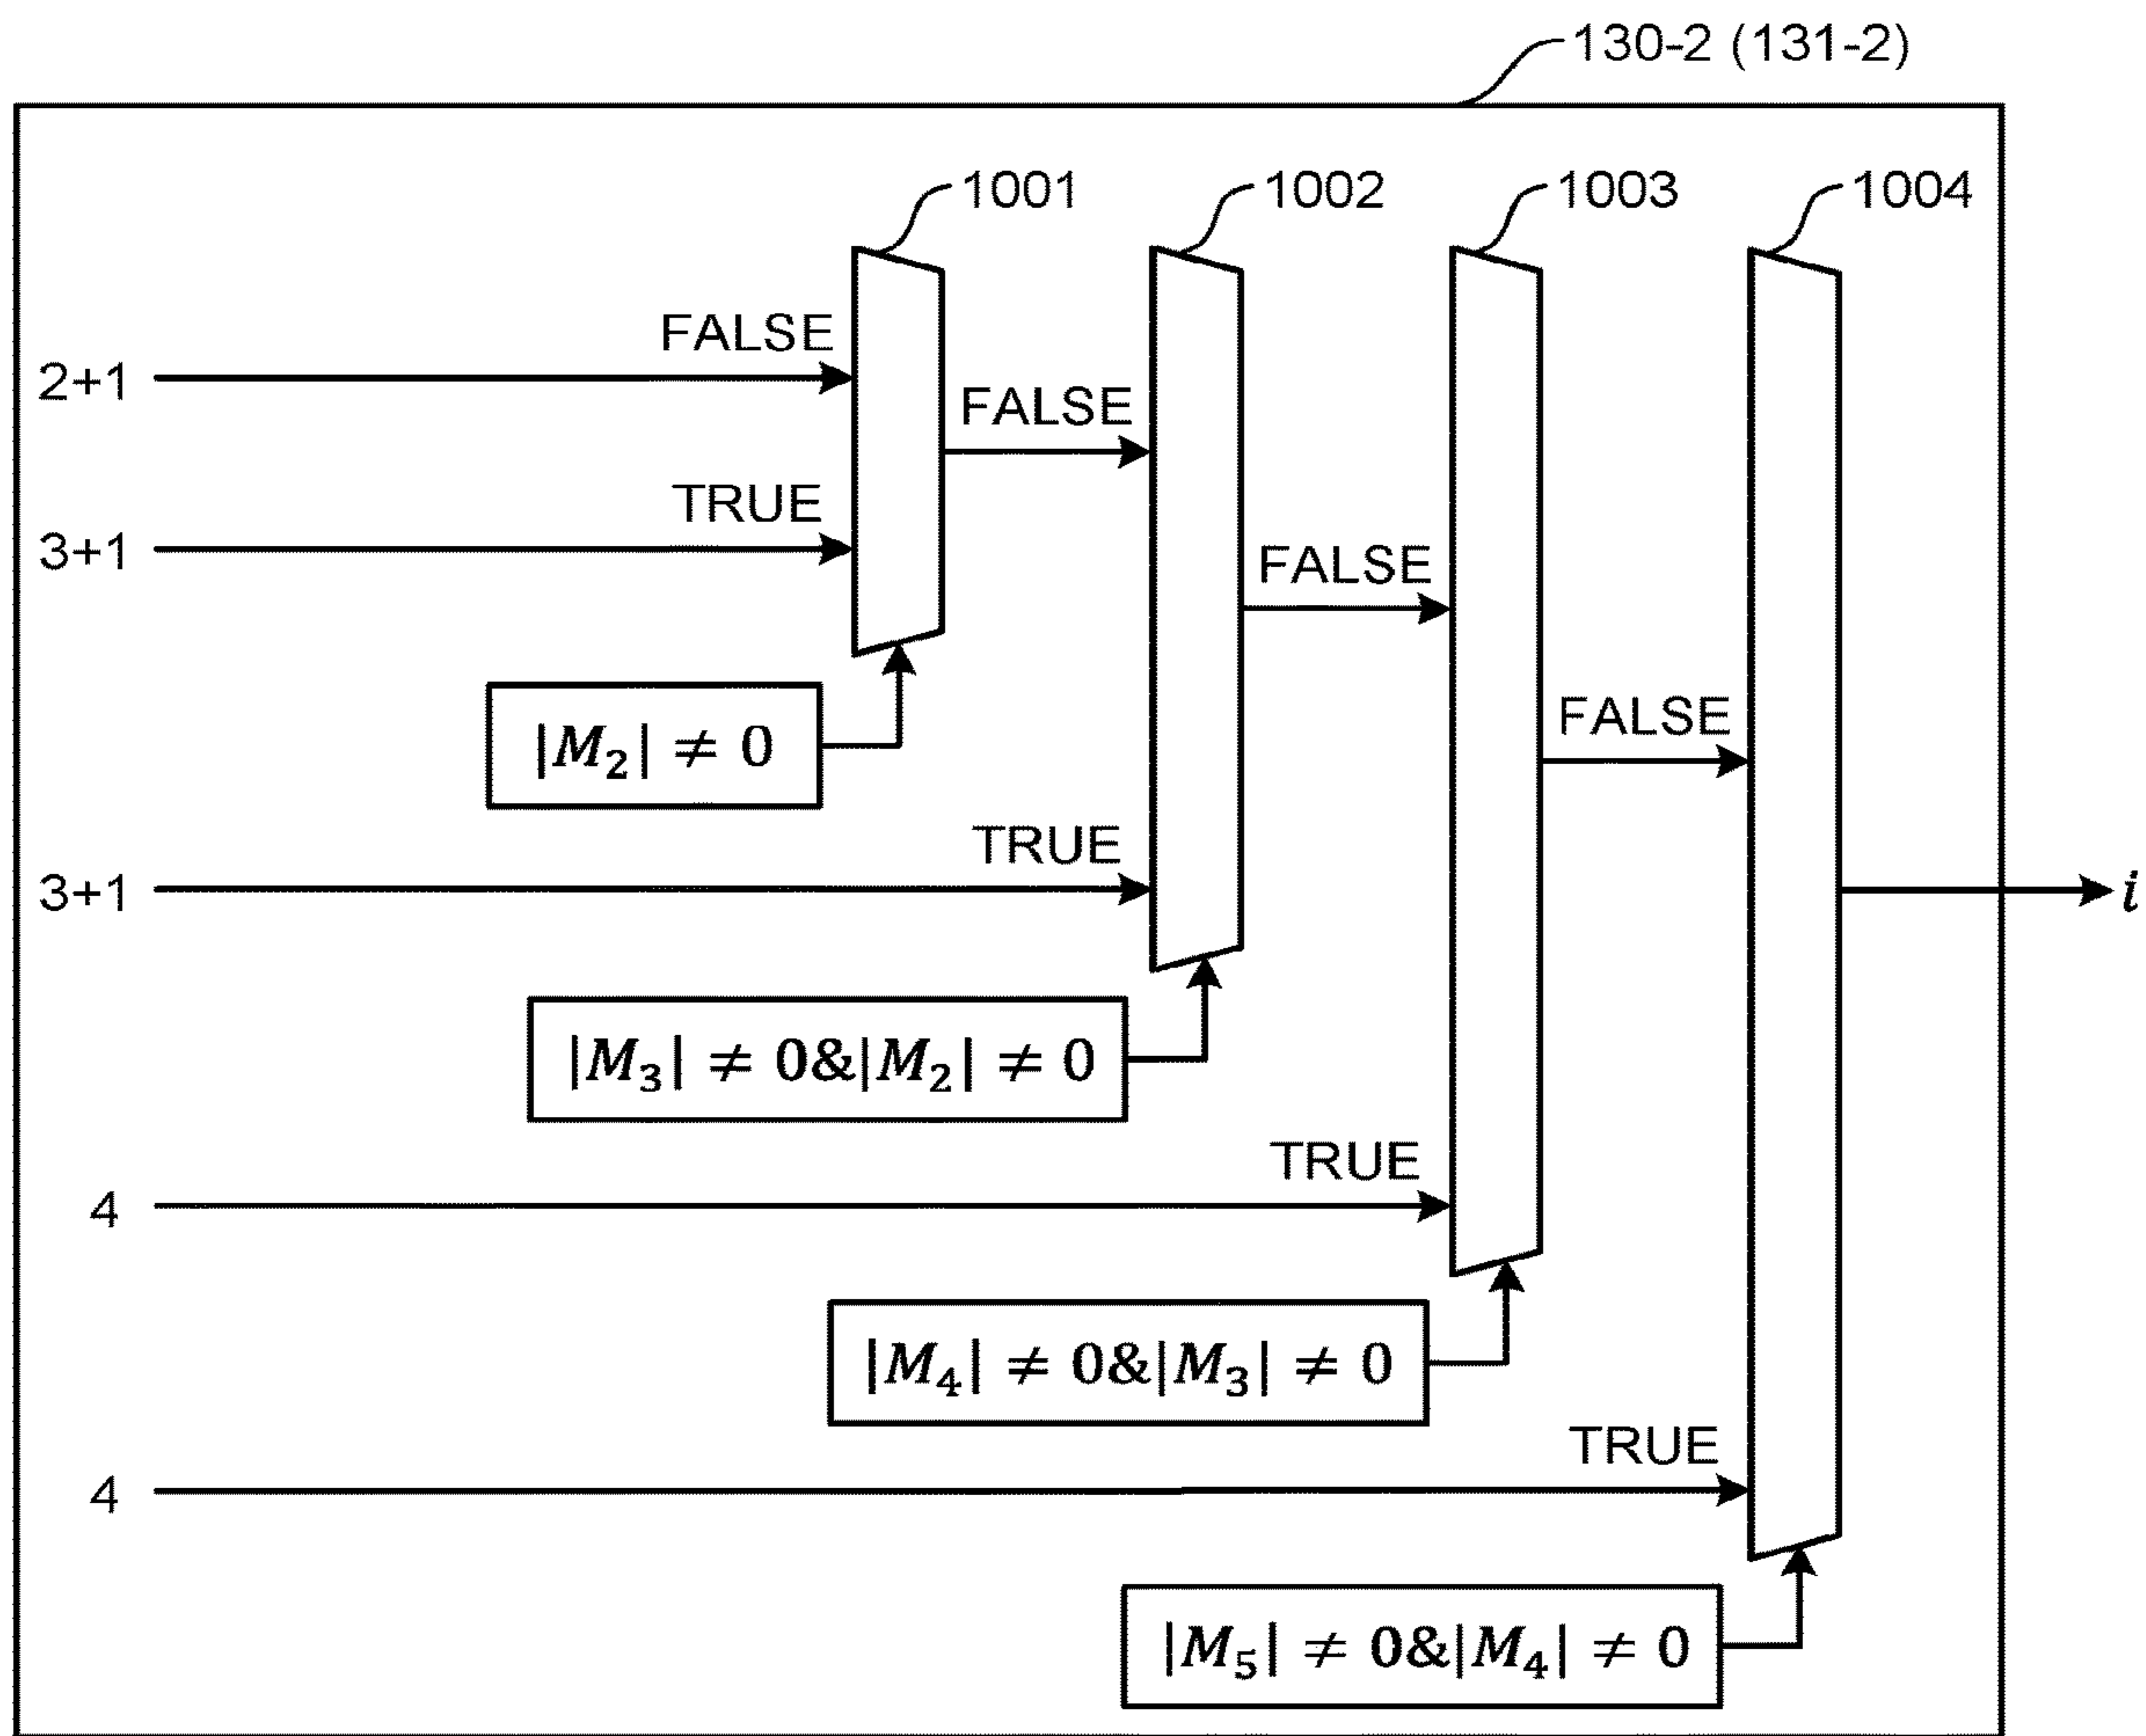 130-2 (131-2)
1001
1002
1003
1004
FALSE
2+1
FALSE
TRUE
3+1
FALSE
FALSE
|M₂| ≠ 0
TRUE
3+1
i
|M₃| ≠ 0&|M₂| ≠ 0
TRUE
4
|M₄| ≠ 0&|M₃| ≠ 0
TRUE
4
|M₅| ≠ 0&|M₄| ≠ 0